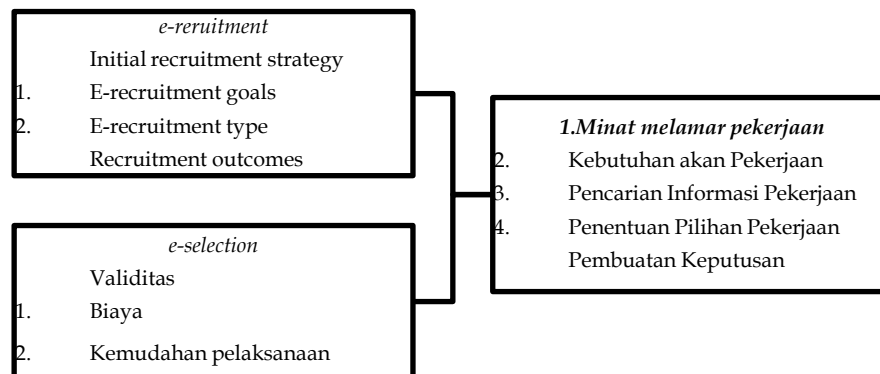 e-reruitment
Initial recruitment strategy
1. E-recruitment goals
2. E-recruitment type
Recruitment outcomes
1.Minat melamar pekerjaan
2. Kebutuhan akan Pekerjaan
3. Pencarian Informasi Pekerjaan
4. Penentuan Pilihan Pekerjaan
Pembuatan Keputusan
e-selection
Validitas
1. Biaya
2. Kemudahan pelaksanaan